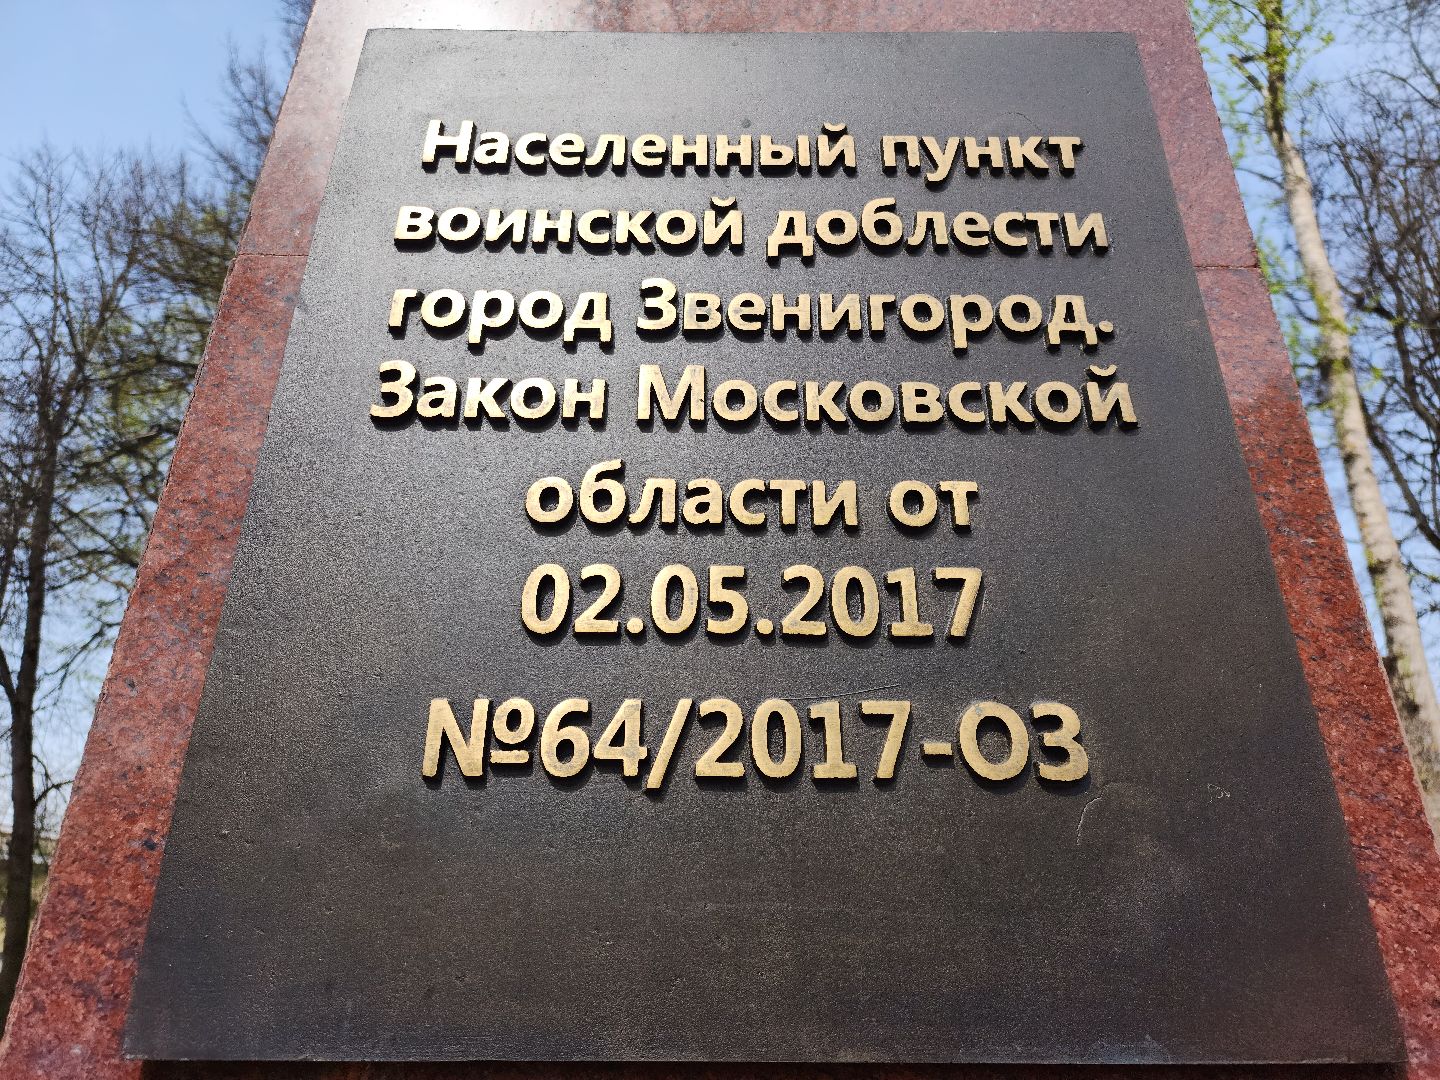 Населенный пункт
воинской доблести
город Звенигород.
Закон Московской
области от
02.05.2017
№64/2017-ОЗ